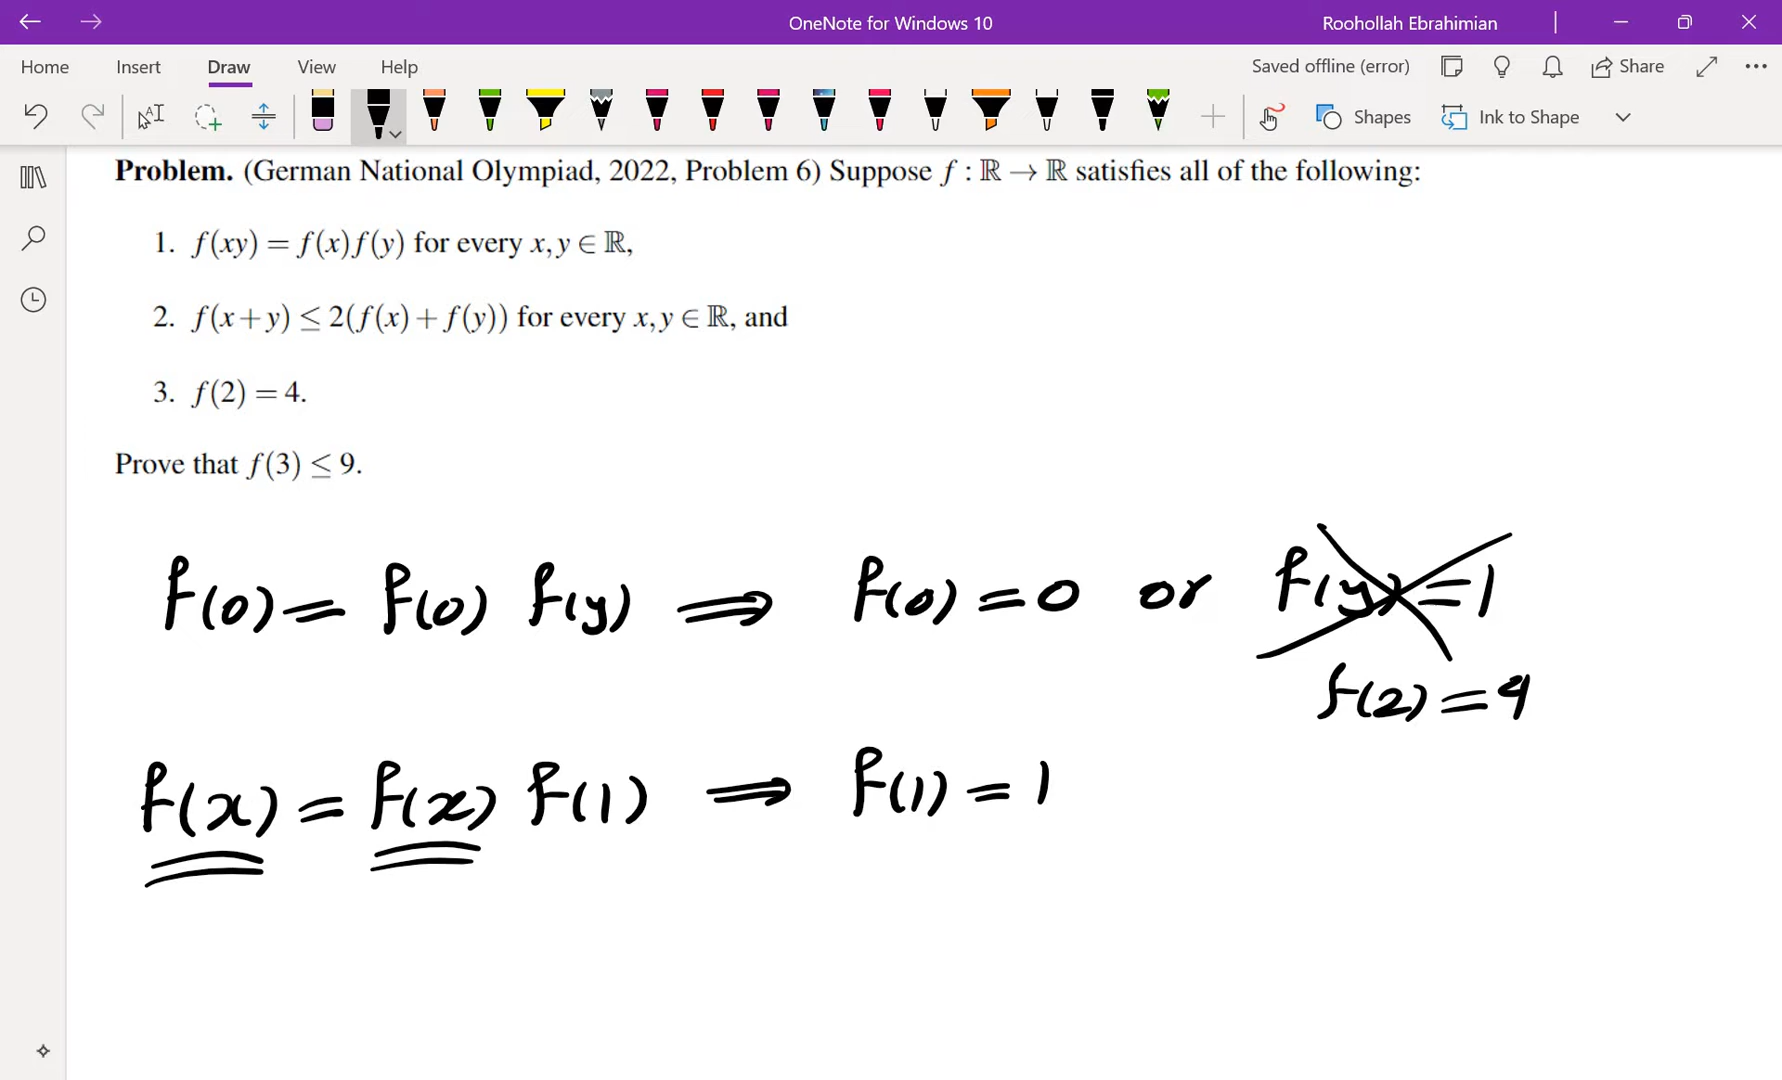 OneNote for Windows 10
Roohollah Ebrahimian
Home Insert Draw View Help
Saved offline (error)
Share
Shapes
Ink to Shape
Problem. (German National Olympiad, 2022, Problem 6) Suppose f : ℝ → ℝ satisfies all of the following:
1. f(xy) = f(x)f(y) for every x, y ∈ ℝ,
2. f(x+y) ≤ 2(f(x)+f(y)) for every x, y ∈ ℝ, and
3. f(2) = 4.
Prove that f(3) ≤ 9.
f(0) = f(0) f(y) ⟹ f(0) = 0 or f(y) = 1
f(2) = 4
f(x) = f(x) f(1) ⟹ f(1) = 1